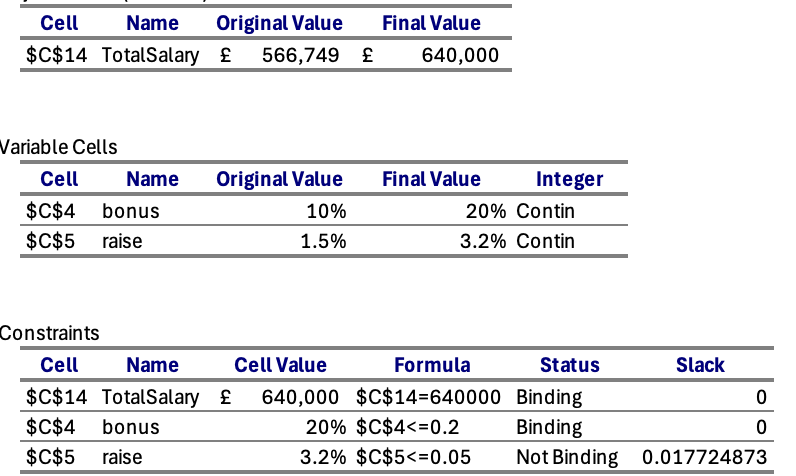 Cell Name Original Value Final Value
$C$14 TotalSalary £ 566,749 £ 640,000
Variable Cells
Cell Name Original Value Final Value Integer
$C$4 bonus 10% 20% Contin
$C$5 raise 1.5% 3.2% Contin
Constraints
Cell Name Cell Value Formula Status Slack
$C$14 TotalSalary £ 640,000 $C$14=640000 Binding 0
$C$4 bonus 20% $C$4<=0.2 Binding 0
$C$5 raise 3.2% $C$5<=0.05 Not Binding 0.017724873